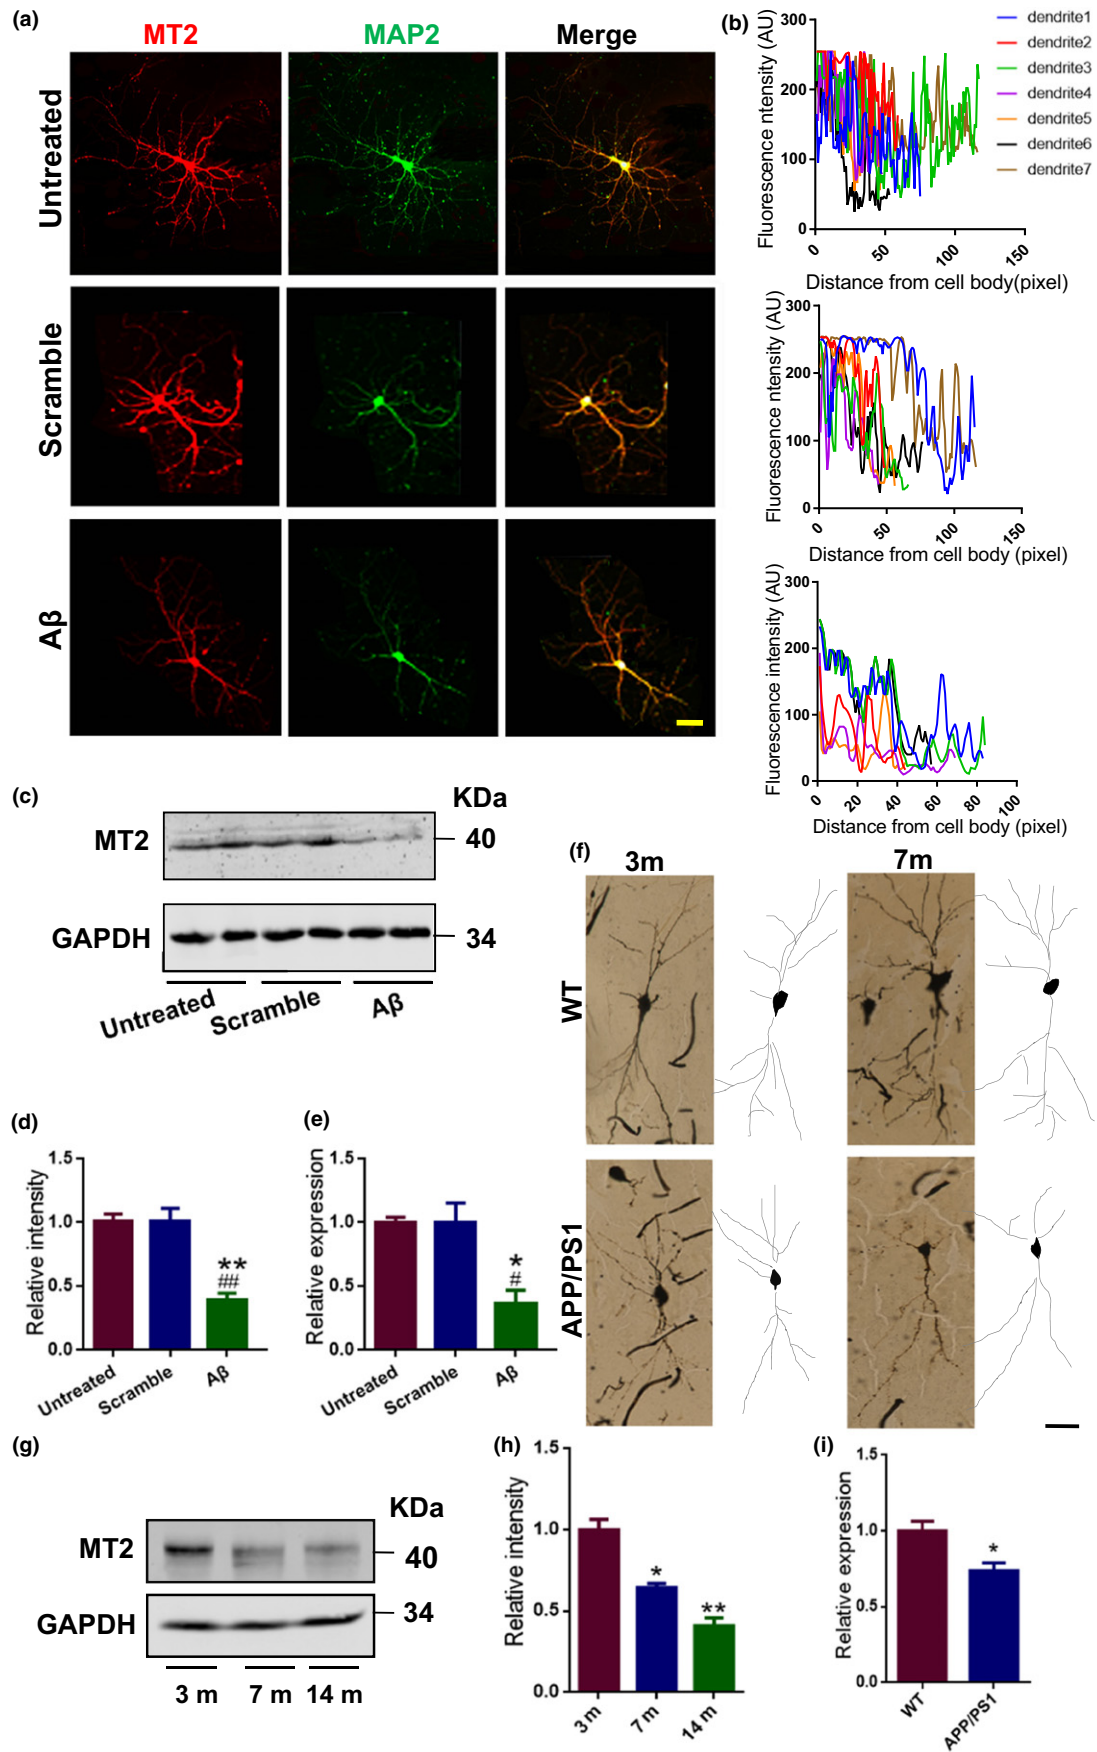 (a)
MT2 MAP2 Merge
Untreated
Scramble
Aβ
(b)
300
200
100
0
0 50 100 150
Fluorescence ntensity (AU)
Distance from cell body(pixel)
dendrite1
dendrite2
dendrite3
dendrite4
dendrite5
dendrite6
dendrite7
300
200
100
0
0 50 100 150
Fluorescence ntensity (AU)
Distance from cell body (pixel)
300
200
100
0
0 20 40 60 80 100
Fluorescence intensity (AU)
Distance from cell body (pixel)
(c)
KDa
MT2 40
GAPDH 34
Untreated Scramble Aβ
(d)
Relative intensity
1.5
1.0
0.5
0.0
**
##
Untreated Scramble Aβ
(e)
Relative expression
1.5
1.0
0.5
0.0
*
#
Untreated Scramble Aβ
(f)
3m 7m
WT
APP/PS1
(g)
KDa
MT2 40
GAPDH 34
3 m 7 m 14 m
(h)
Relative intensity
1.5
1.0
0.5
0.0
*
**
3 m 7 m 14 m
(i)
Relative expression
1.5
1.0
0.5
0.0
*
WT APP/PS1